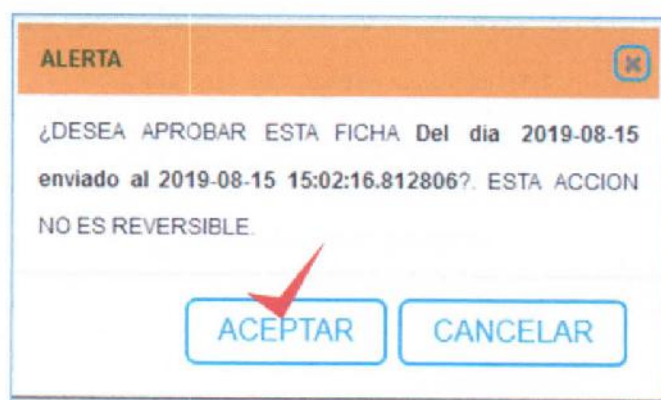 ALERTA
¿DESEA APROBAR ESTA FICHA Del dia 2019-08-15
enviado al 2019-08-15 15:02:16.812806?. ESTA ACCION
NO ES REVERSIBLE.
ACEPTAR CANCELAR